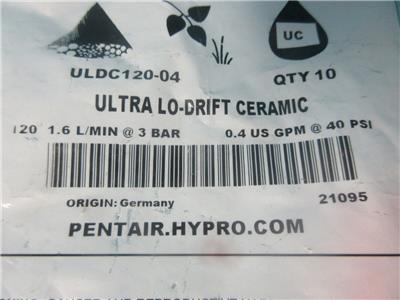 UC
ULDC120-04 QTY 10
ULTRA LO-DRIFT CERAMIC
120° 1.6 L/MIN @ 3 BAR 0.4 US GPM @ 40 PSI
ORIGIN: Germany 21095
PENTAIR.HYPRO.COM